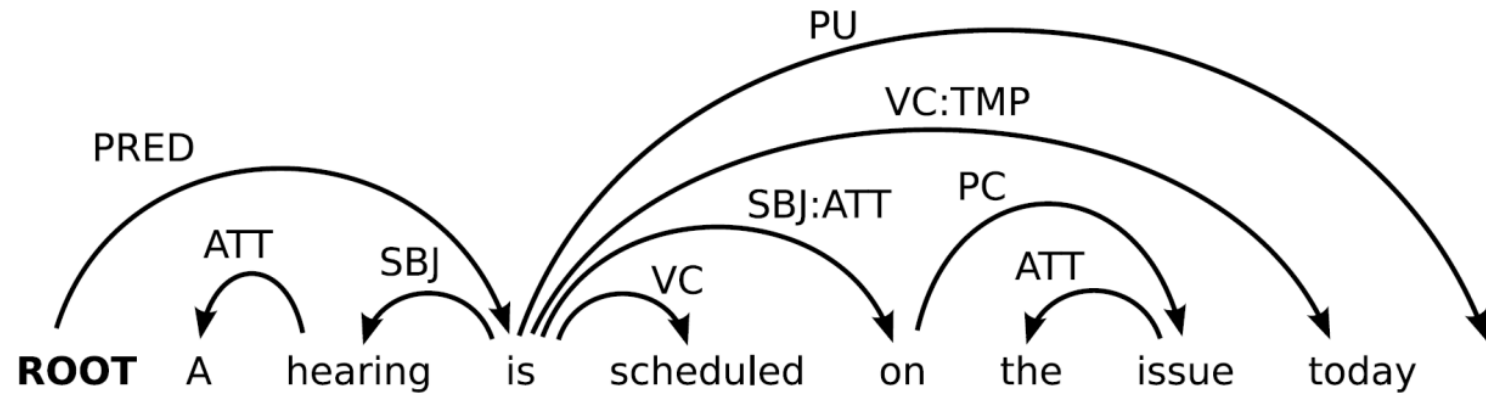 PU
VC:TMP
PRED
SBJ:ATT PC
ATT SBJ VC ATT
ROOT A hearing is scheduled on the issue today